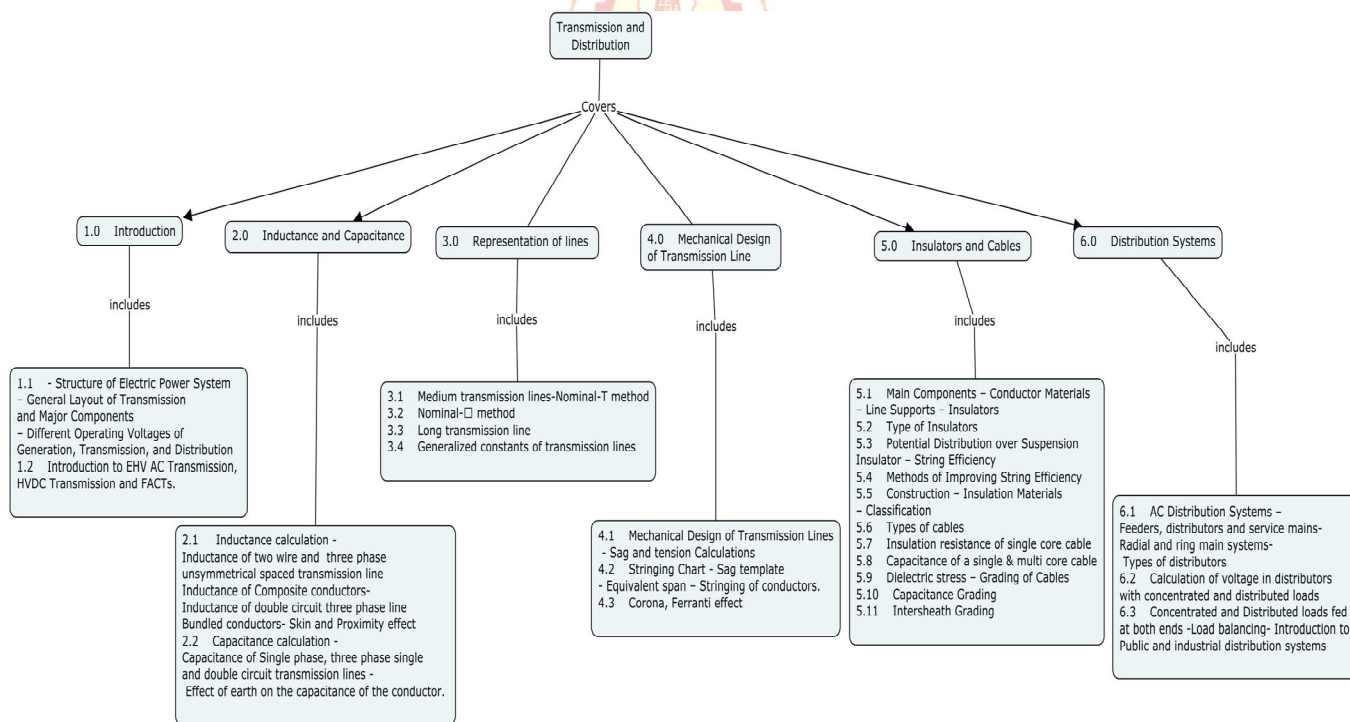 Transmission and
Distribution
Covers
1.0 Introduction
2.0 Inductance and Capacitance
3.0 Representation of lines
4.0 Mechanical Design
of Transmission Line
5.0 Insulators and Cables
6.0 Distribution Systems
includes
includes
includes
includes
includes
includes
1.1 - Structure of Electric Power System
– General Layout of Transmission
and Major Components
– Different Operating Voltages of
Generation, Transmission, and Distribution
1.2 Introduction to EHV AC Transmission,
HVDC Transmission and FACTs.
2.1 Inductance calculation -
Inductance of two wire and three phase
unsymmetrical spaced transmission line
Inductance of Composite conductors-
Inductance of double circuit three phase line
Bundled conductors- Skin and Proximity effect
2.2 Capacitance calculation -
Capacitance of Single phase, three phase single
and double circuit transmission lines -
Effect of earth on the capacitance of the conductor.
3.1 Medium transmission lines-Nominal-T method
3.2 Nominal-□ method
3.3 Long transmission line
3.4 Generalized constants of transmission lines
4.1 Mechanical Design of Transmission Lines
- Sag and tension Calculations
4.2 Stringing Chart - Sag template
- Equivalent span – Stringing of conductors.
4.3 Corona, Ferranti effect
5.1 Main Components – Conductor Materials
– Line Supports – Insulators
5.2 Type of Insulators
5.3 Potential Distribution over Suspension
Insulator – String Efficiency
5.4 Methods of Improving String Efficiency
5.5 Construction – Insulation Materials
– Classification
5.6 Types of cables
5.7 Insulation resistance of single core cable
5.8 Capacitance of a single & multi core cable
5.9 Dielectric stress – Grading of Cables
5.10 Capacitance Grading
5.11 Intersheath Grading
6.1 AC Distribution Systems –
Feeders, distributors and service mains-
Radial and ring main systems-
Types of distributors
6.2 Calculation of voltage in distributors
with concentrated and distributed loads
6.3 Concentrated and Distributed loads fed
at both ends -Load balancing- Introduction to
Public and industrial distribution systems